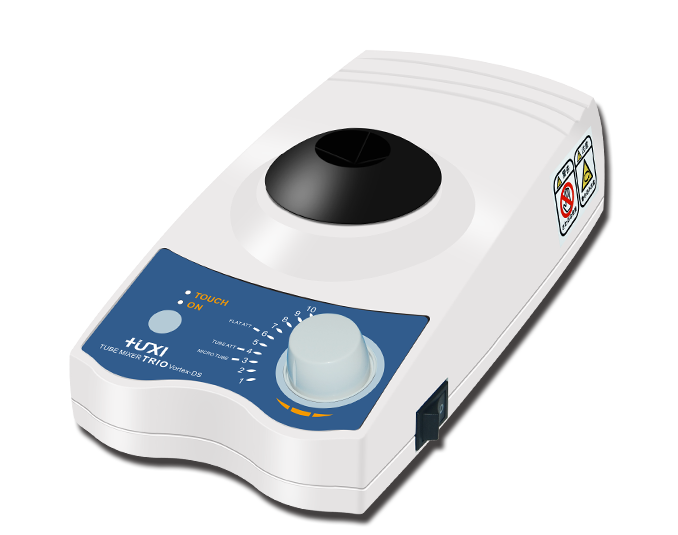 TOUCH
ON
FLAT ATT
TUBE ATT
MICRO TUBE
10
9
8
7
6
5
4
3
2
1
+UXI
TUBE MIXER TRIO Vortex-DS